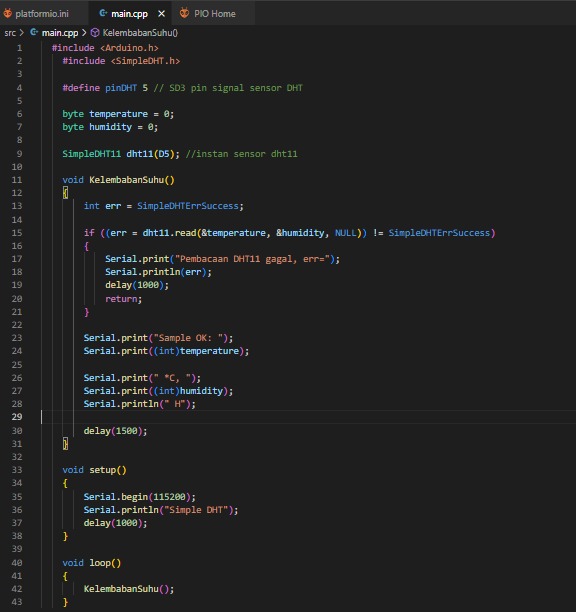 platformio.ini main.cpp × PIO Home
src > main.cpp > KelembabanSuhu()
1 #include <Arduino.h>
2 #include <SimpleDHT.h>
3
4 #define pinDHT 5 // SD3 pin signal sensor DHT
5
6 byte temperature = 0;
7 byte humidity = 0;
8
9 SimpleDHT11 dht11(D5); //instan sensor dht11
10
11 void KelembabanSuhu()
12 {
13 int err = SimpleDHTErrSuccess;
14
15 if ((err = dht11.read(&temperature, &humidity, NULL)) != SimpleDHTErrSuccess)
16 {
17 Serial.print("Pembacaan DHT11 gagal, err=");
18 Serial.println(err);
19 delay(1000);
20 return;
21 }
22
23 Serial.print("Sample OK: ");
24 Serial.print((int)temperature);
25
26 Serial.print(" *C, ");
27 Serial.print((int)humidity);
28 Serial.println(" H");
29
30 delay(1500);
31 }
32
33 void setup()
34 {
35 Serial.begin(115200);
36 Serial.println("Simple DHT");
37 delay(1000);
38 }
39
40 void loop()
41 {
42 KelembabanSuhu();
43 }